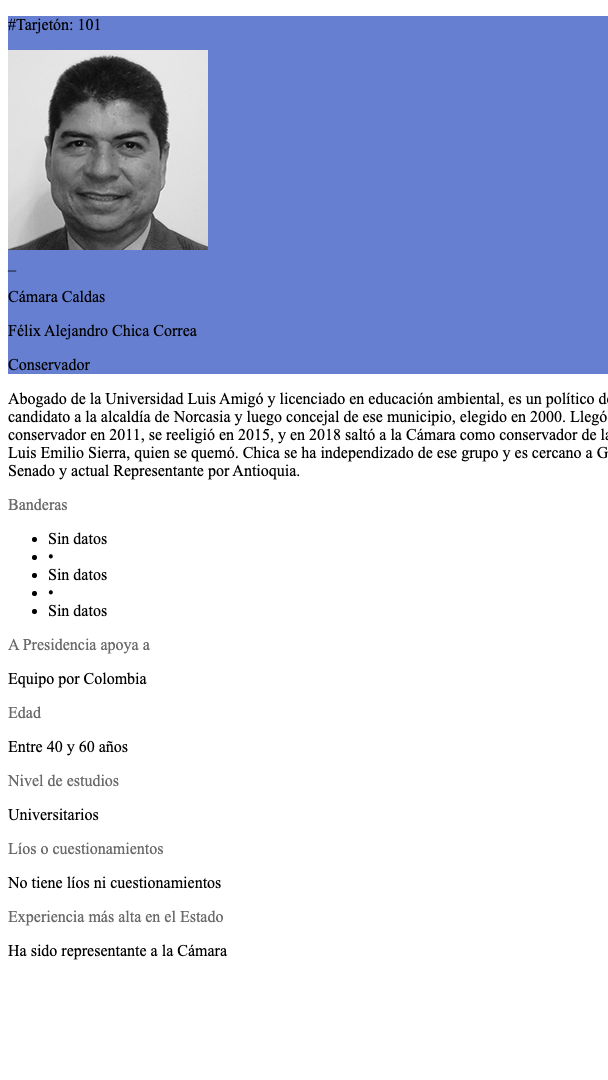 #Tarjetón: 101
_
Cámara Caldas
Félix Alejandro Chica Correa
Conservador
Abogado de la Universidad Luis Amigó y licenciado en educación ambiental, es un político
candidato a la alcaldía de Norcasia y luego concejal de ese municipio, elegido en 2000. Llegó
conservador en 2011, se reeligió en 2015, y en 2018 saltó a la Cámara como conservador de
Luis Emilio Sierra, quien se quemó. Chica se ha independizado de ese grupo y es cercano a
Senado y actual Representante por Antioquia.
Banderas
• Sin datos
• •
• Sin datos
• •
• Sin datos
A Presidencia apoya a
Equipo por Colombia
Edad
Entre 40 y 60 años
Nivel de estudios
Universitarios
Líos o cuestionamientos
No tiene líos ni cuestionamientos
Experiencia más alta en el Estado
Ha sido representante a la Cámara